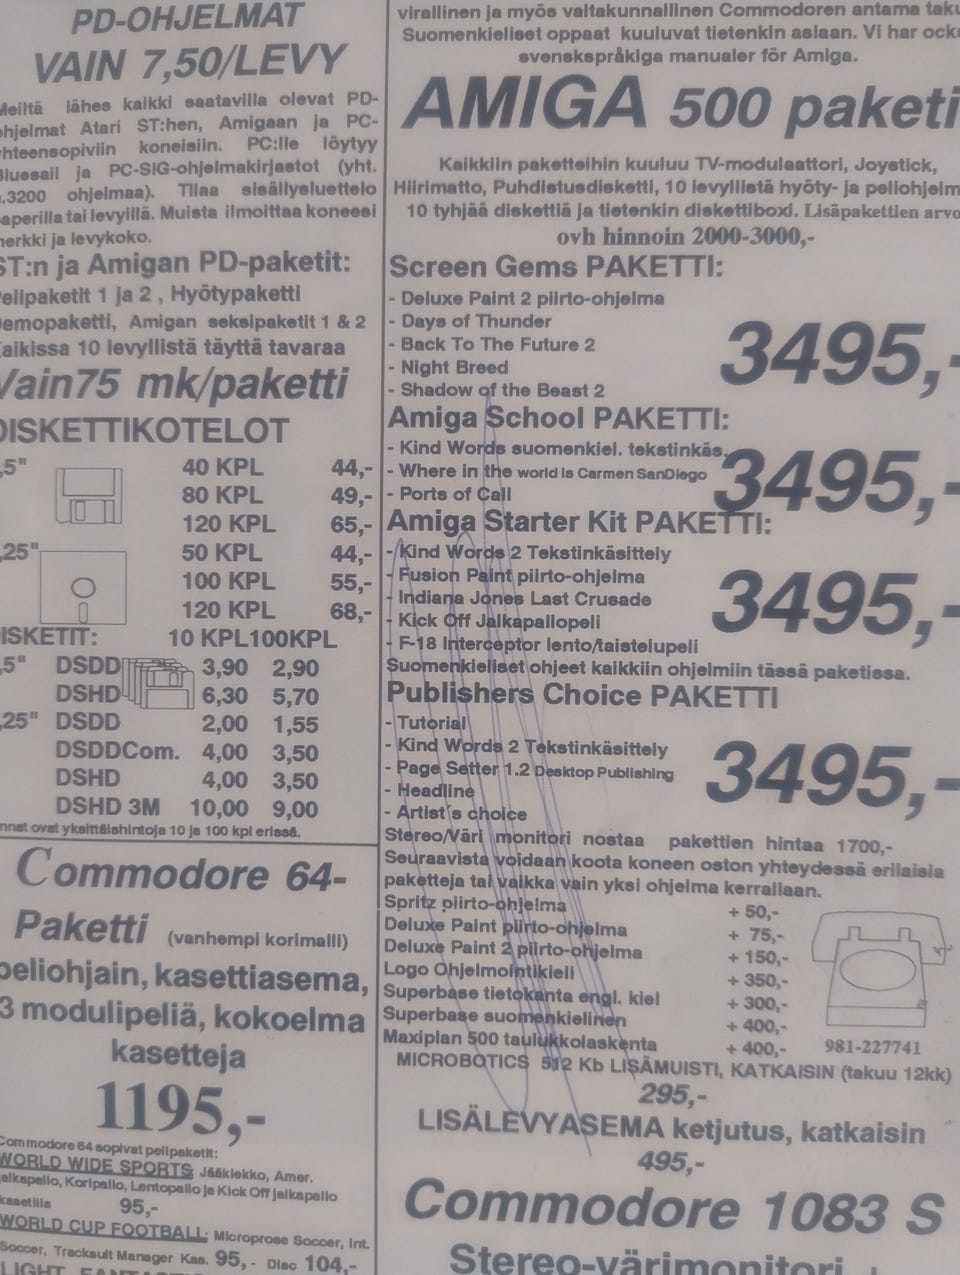 PD-OHJELMAT
VAIN 7,50/LEVY
Meiltä lähes kaikki saatavilla olevat PD-
ohjelmat Atari ST:hen, Amigaan ja PC-
yhteensopiviin koneisiin. PC:lle löytyy
Bluesail ja PC-SIG-ohjelmakirjastot (yht.
n.3200 ohjelmaa). Tilaa sisällysluettelo
paperilla tai levyillä. Muista ilmoittaa koneesi
merkki ja levykoko.
ST:n ja Amigan PD-paketit:
Pelipaketit 1 ja 2 , Hyötypaketti
Demopaketti, Amigan seksipaketit 1 & 2
Kaikissa 10 levyllistä täyttä tavaraa
Vain75 mk/paketti
DISKETTIKOTELOT
,5" 40 KPL 44,-
80 KPL 49,-
120 KPL 65,-
,25" 50 KPL 44,-
100 KPL 55,-
120 KPL 68,-
DISKETIT: 10 KPL100KPL
,5" DSDD 3,90 2,90
DSHD 6,30 5,70
,25" DSDD 2,00 1,55
DSDDCom. 4,00 3,50
DSHD 4,00 3,50
DSHD 3M 10,00 9,00
ovat yksittäishintoja 10 ja 100 kpl erissä.
Commodore 64-
Paketti (vanhempi korimalli)
peliohjain, kasettiasema,
3 modulipeliä, kokoelma
kasetteja
1195,-
Commodore 64 sopivat pelipaketit:
WORLD WIDE SPORTS Jääkiekko, Amer.
jalkapallo, Koripallo, Lentopallo ja Kick Off jalkapallo
kasetilla 95,-
WORLD CUP FOOTBALL: Microprose Soccer, Int.
Soccer, Tracksuit Manager Kas. 95,- Disc 104,-
LIGHT
virallinen ja myös valtakunnallinen Commodoren antama taku
Suomenkieliset oppaat kuuluvat tietenkin asiaan. Vi har ock
svenskspråkiga manualer för Amiga.
AMIGA 500 paketi
Kaikkiin paketteihin kuuluu TV-modulaattori, Joystick,
Hiirimatto, Puhdistusdisketti, 10 levyllistä hyöty- ja peliohjelm
10 tyhjää diskettiä ja tietenkin diskettiboxi. Lisäpakettien arvo
ovh hinnoin 2000-3000,-
Screen Gems PAKETTI:
- Deluxe Paint 2 piirto-ohjelma
- Days of Thunder
- Back To The Future 2
- Night Breed
- Shadow of the Beast 2
3495,-
Amiga School PAKETTI:
- Kind Words suomenkiel. tekstinkäs.
- Where in the world is Carmen SanDiego
- Ports of Call
3495,-
Amiga Starter Kit PAKETTI:
- Kind Words 2 Tekstinkäsittely
- Fusion Paint piirto-ohjelma
- Indiana Jones Last Crusade
- Kick Off Jalkapallopeli
- F-18 Interceptor lento/taistelupeli
3495,-
Suomenkieliset ohjeet kaikkiin ohjelmiin tässä paketissa.
Publishers Choice PAKETTI
- Tutorial
- Kind Words 2 Tekstinkäsittely
- Page Setter 1.2 Desktop Publishing
- Headline
- Artist's choice
3495,-
Stereo/Väri monitori nostaa pakettien hintaa 1700,-
Seuraavista voidaan koota koneen oston yhteydessä erilaisia
paketteja tai vaikka vain yksi ohjelma kerrallaan.
Spritz piirto-ohjelma + 50,-
Deluxe Paint piirto-ohjelma + 75,-
Deluxe Paint 2 piirto-ohjelma + 150,-
Logo Ohjelmointikieli + 350,-
Superbase tietokanta engl. kiel + 300,-
Superbase suomenkielinen + 400,-
Maxiplan 500 taulukkolaskenta + 400,-
981-227741
MICROBOTICS 512 Kb LISÄMUISTI, KATKAISIN (takuu 12kk)
295,-
LISÄLEVYASEMA ketjutus, katkaisin
495,-
Commodore 1083 S
Stereo-värimonitori +